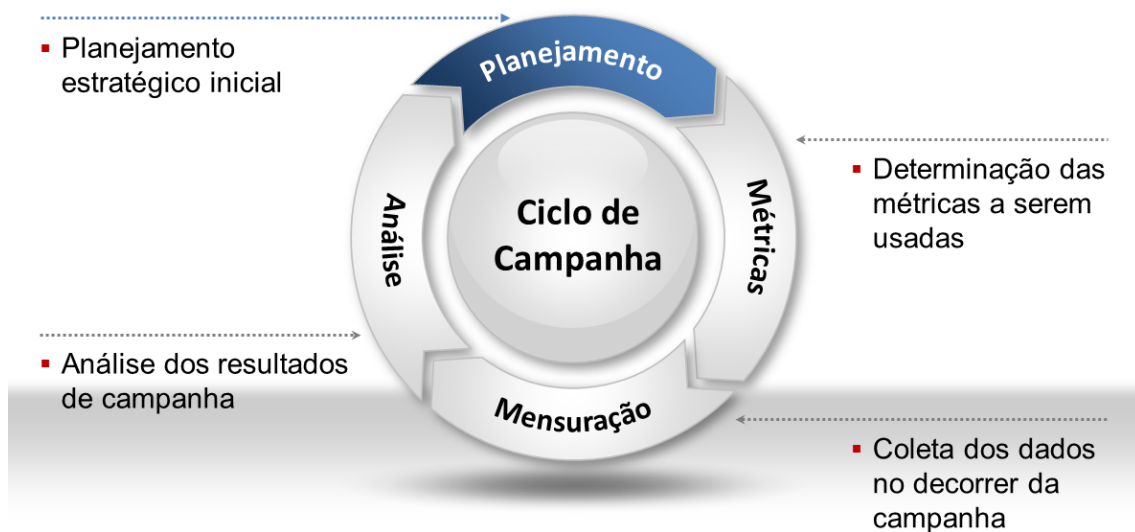 Planejamento
estratégico inicial
Planejamento
Métricas
Determinação das
métricas a serem
usadas
Ciclo de
Campanha
Análise
Análise dos resultados
de campanha
Mensuração
Coleta dos dados
no decorrer da
campanha